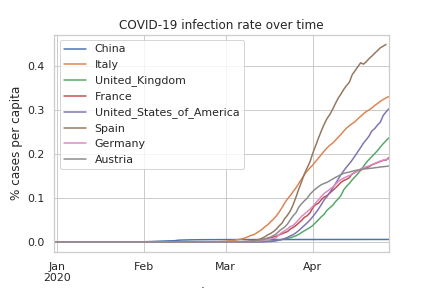 COVID-19 infection rate over time
% cases per capita
0.4
0.3
0.2
0.1
0.0
China
Italy
United_Kingdom
France
United_States_of_America
Spain
Germany
Austria
Jan
2020
Feb
Mar
Apr